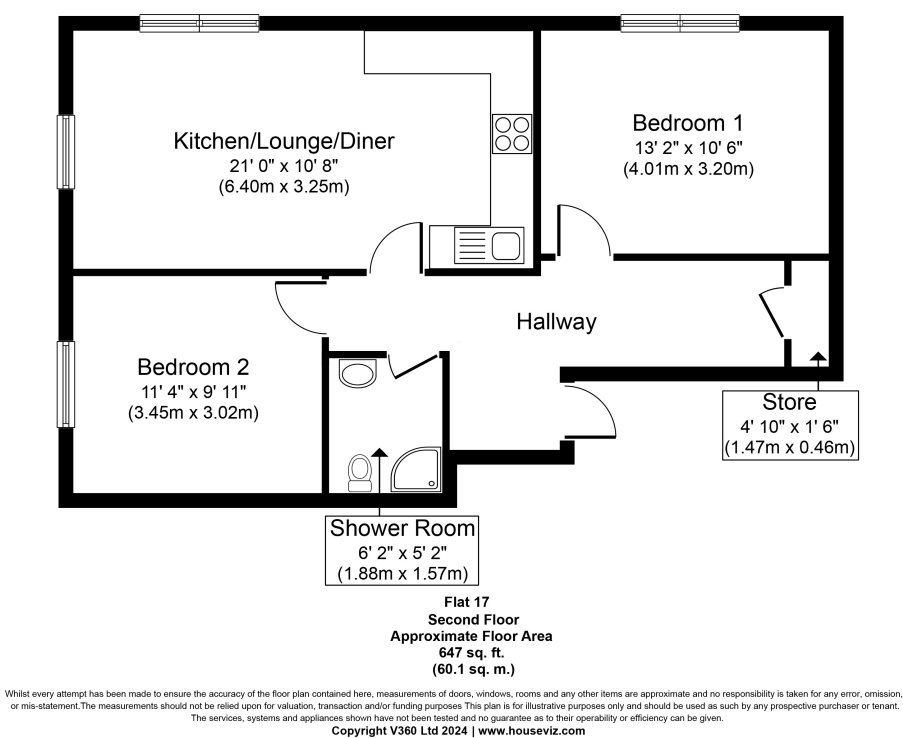 Kitchen/Lounge/Diner
21' 0" x 10' 8"
(6.40m x 3.25m)
Bedroom 1
13' 2" x 10' 6"
(4.01m x 3.20m)
Hallway
Bedroom 2
11' 4" x 9' 11"
(3.45m x 3.02m)
Store
4' 10" x 1' 6"
(1.47m x 0.46m)
Shower Room
6' 2" x 5' 2"
(1.88m x 1.57m)
Flat 17
Second Floor
Approximate Floor Area
647 sq. ft.
(60.1 sq. m.)
Whilst every attempt has been made to ensure the accuracy of the floor plan contained here, measurements of doors, windows, rooms and any other items are approximate and no responsibility is taken for any error, omission,
or mis-statement.The measurements should not be relied upon for valuation, transaction and/or funding purposes This plan is for illustrative purposes only and should be used as such by any prospective purchaser or tenant.
The services, systems and appliances shown have not been tested and no guarantee as to their operability or efficiency can be given.
Copyright V360 Ltd 2024 | www.houseviz.com